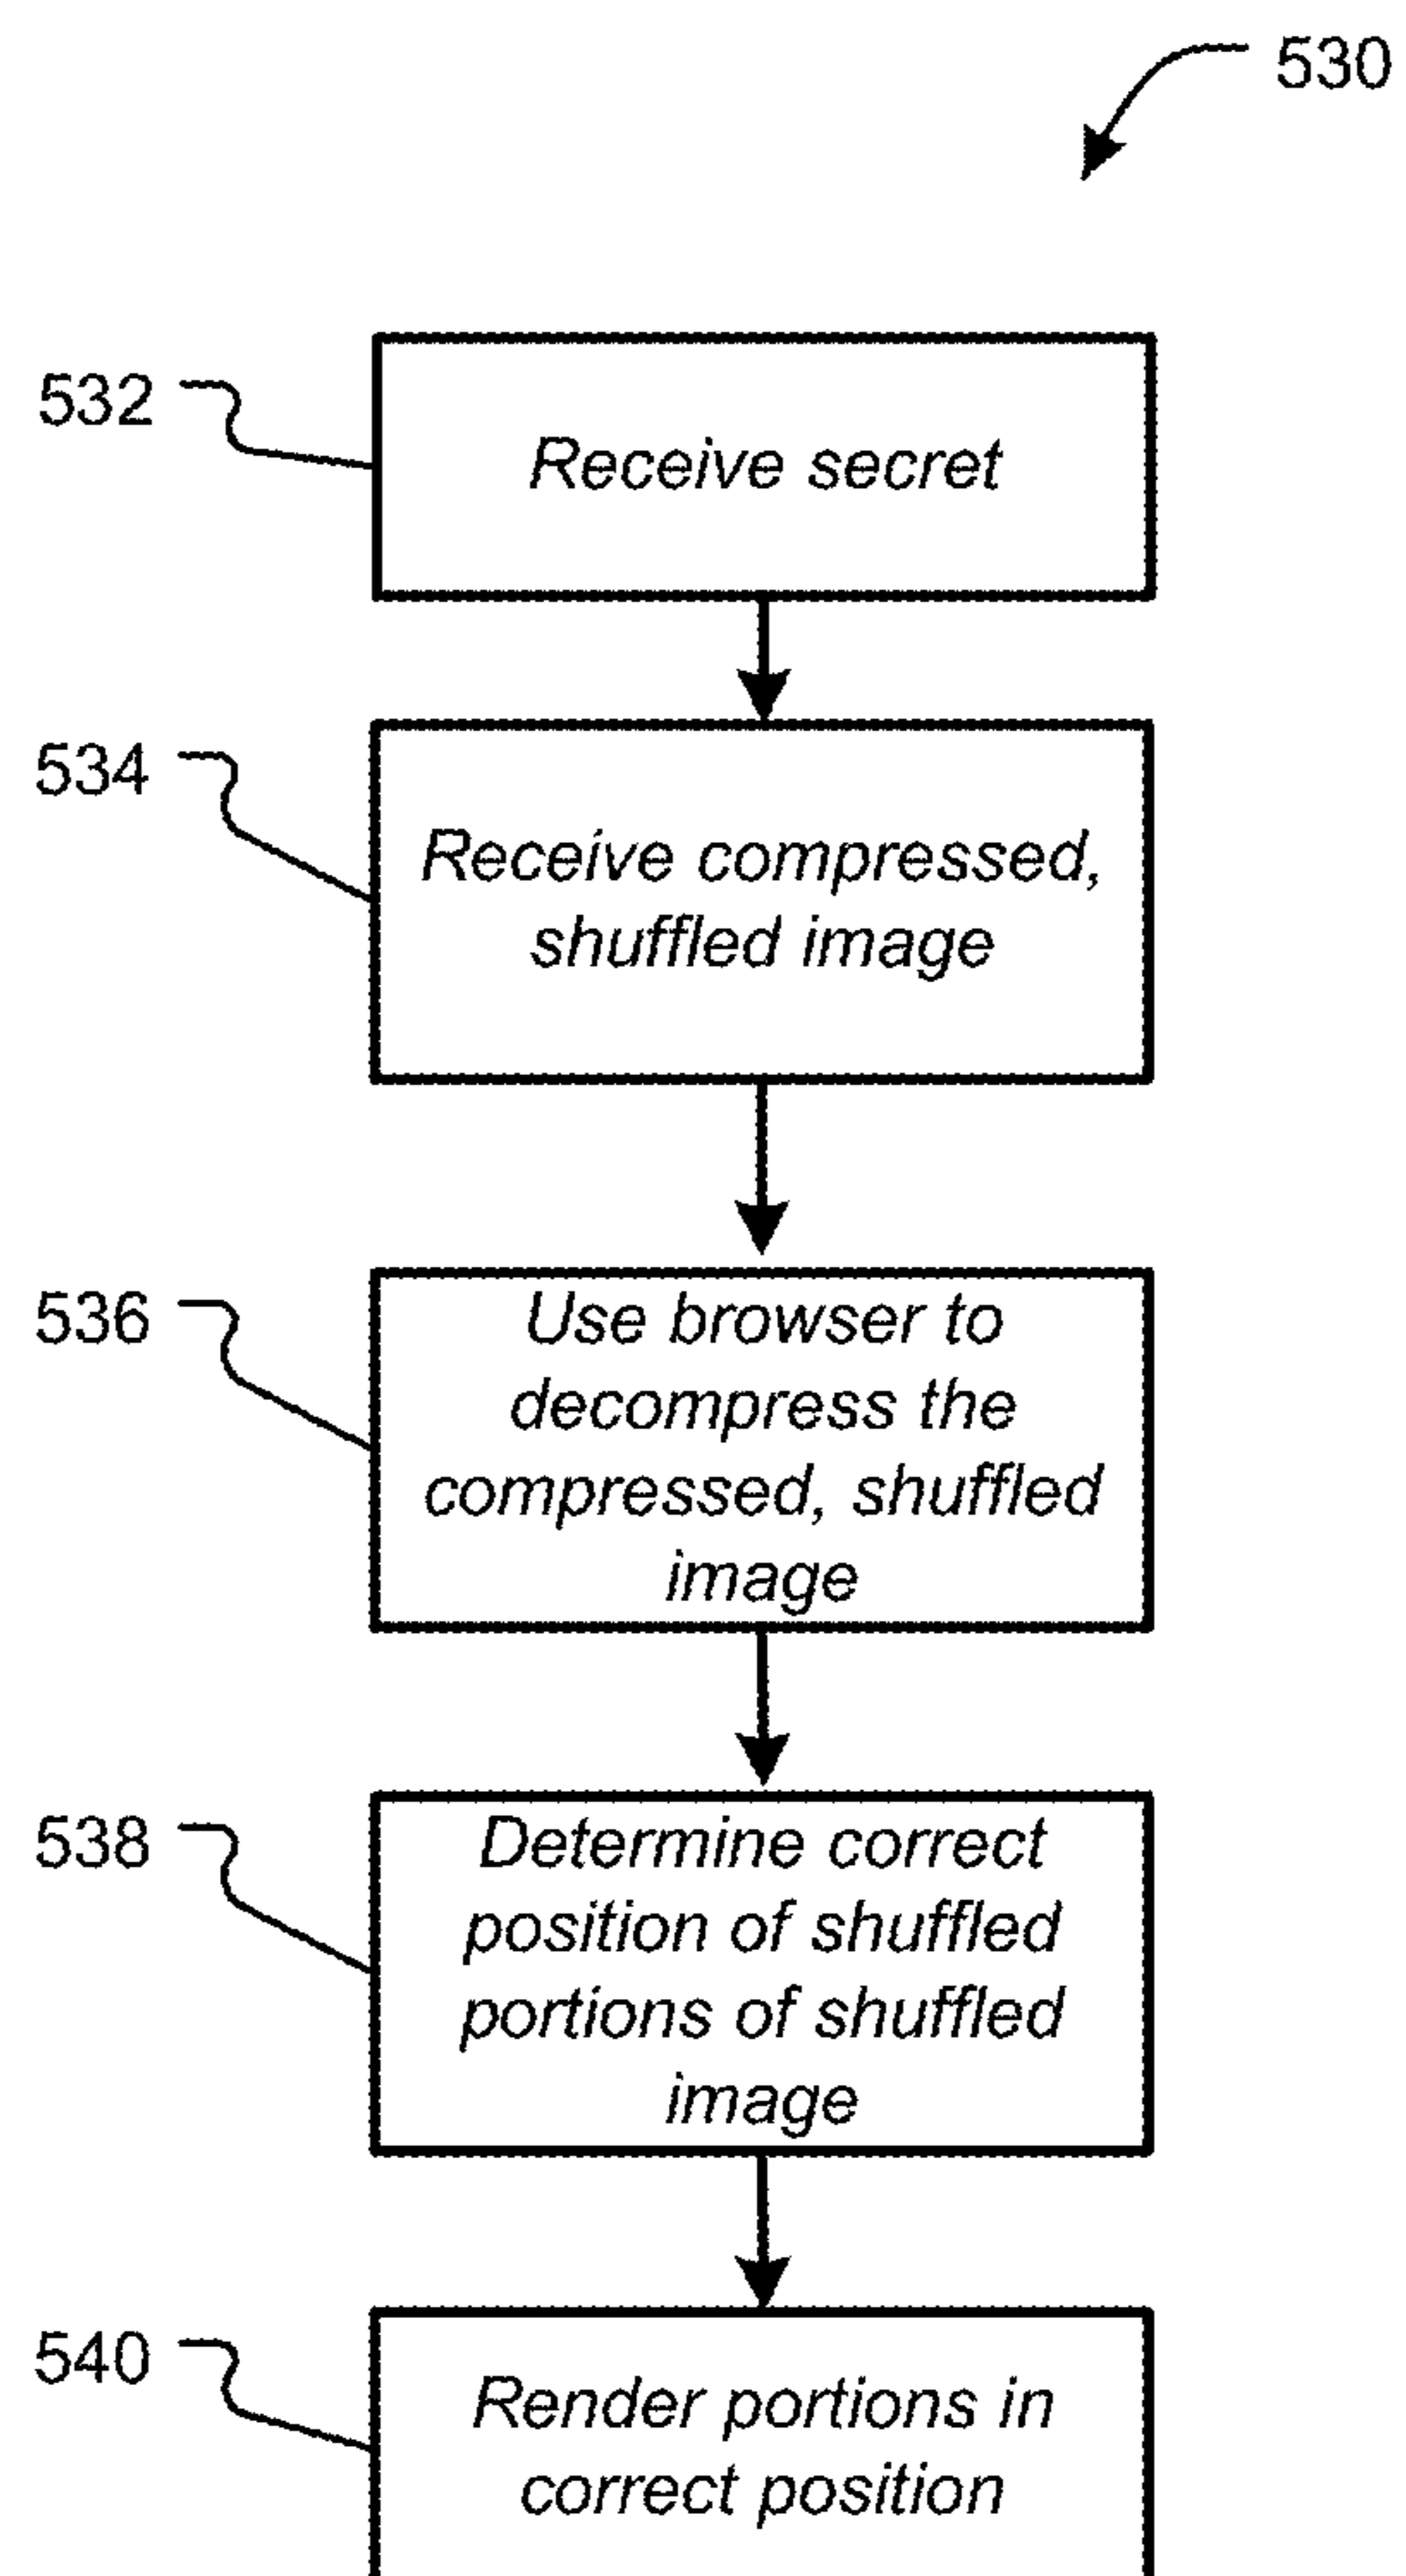 530
532
Receive secret
534
Receive compressed,
shuffled image
536
Use browser to
decompress the
compressed, shuffled
image
538
Determine correct
position of shuffled
portions of shuffled
image
540
Render portions in
correct position